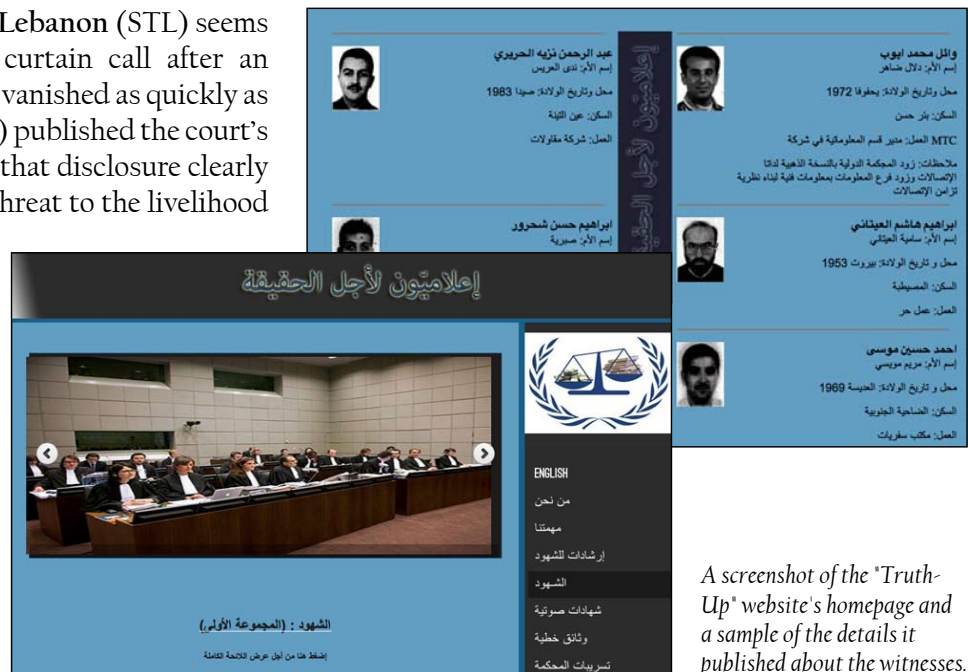 Lebanon (STL) seems
curtain call after an
vanished as quickly as
) published the court's
that disclosure clearly
hreat to the livelihood
وائل محمد ايوب
إسم الأم: دلال ضاهر
محل وتاريخ الولادة: يحفوفا 1972
السكن: بئر حسن
العمل: مدير قسم المعلوماتية في شركة MTC
ملاحظات: زود المحكمة الدولية بالنسخة الذهبية لداتا
الإتصالات وزود فرع المعلومات بمعلومات فنية لبناء نظرية
تزامن الإتصالات
ابراهيم هاشم العيتاني
إسم الأم: سامية العيتاني
محل و تاريخ الولادة: بيروت 1953
السكن: المصيطبة
العمل: عمل حر
احمد حسين موسى
إسم الأم: مريم مويسي
محل و تاريخ الولادة: العديسة 1969
السكن: الضاحية الجنوبية
العمل: مكتب سفريات
إعلاميّون لأجل الحقيقة
عبد الرحمن نزيه الحريري
إسم الأم: ندى العريس
محل وتاريخ الولادة: صيدا 1983
السكن: عين التينة
العمل: شركة مقاولات
ابراهيم حسن شحرور
إسم الأم: صبرية
إعلاميّون لأجل الحقيقة
ENGLISH
من نحن
مهمتنا
إرشادات للشهود
الشهود
شهادات صوتية
وثائق خطية
تسريبات المحكمة
الشهود : (المجموعة الأولى)
إضغط هنا من أجل عرض اللائحة الكاملة
A screenshot of the "Truth-
Up" website's homepage and
a sample of the details it
published about the witnesses.